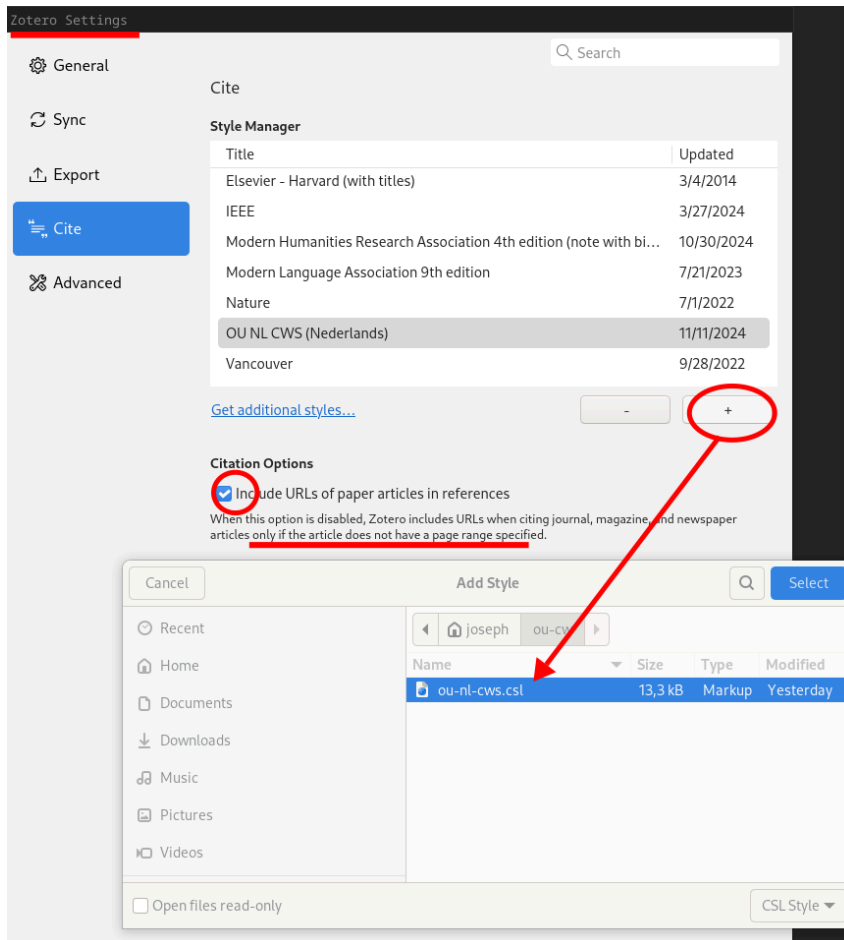 Zotero Settings
General
Sync
Export
Cite
Advanced
Search
Cite
Style Manager
Title Updated
Elsevier - Harvard (with titles) 3/4/2014
IEEE 3/27/2024
Modern Humanities Research Association 4th edition (note with bi... 10/30/2024
Modern Language Association 9th edition 7/21/2023
Nature 7/1/2022
OU NL CWS (Nederlands) 11/11/2024
Vancouver 9/28/2022
Get additional styles...
- +
Citation Options
Include URLs of paper articles in references
When this option is disabled, Zotero includes URLs when citing journal, magazine, and newspaper
articles only if the article does not have a page range specified.
Cancel Add Style Select
Recent
Home
Documents
Downloads
Music
Pictures
Videos
joseph ou-cw
Name Size Type Modified
ou-nl-cws.csl 13,3 kB Markup Yesterday
Open files read-only CSL Style